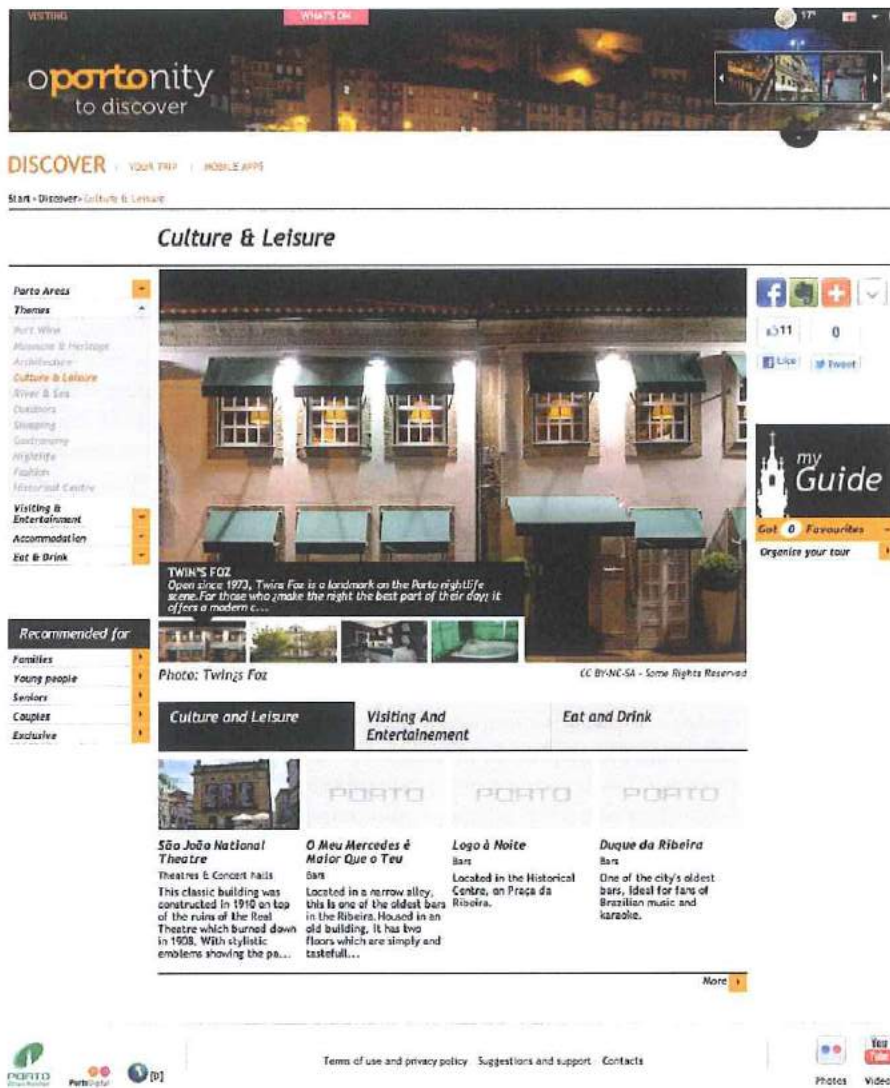 VISITING
WHAT'S ON
17°
oportonity
to discover
DISCOVER
YOUR TRIP
MOBILE APPS
Start > Discover> Culture & Leisure
Culture & Leisure
Porto Areas
Themes
Port Wine
Museums & Heritage
Architecture
Culture & Leisure
River & Sea
Outdoors
Shopping
Gastronomy
Nightlife
Fashion
Historical Centre
Visiting &
Entertainment
Accommodation
Eat & Drink
Recommended for
Families
Young people
Seniors
Couples
Exclusive
TWIN'S FOZ
Open since 1973, Twins Foz is a landmark on the Porto nightlife
scene.For those who ¿make the night the best part of their day¿ it
offers a modern c...
Photo: Twin¿s Foz
CC BY-NC-SA - Some Rights Reserved
11
0
Like
Tweet
my
Guide
Got 0 Favourites
Organise your tour
Culture and Leisure
Visiting And
Entertainement
Eat and Drink
São João National
Theatre
Theatres & Concert halls
This classic building was
constructed in 1910 on top
of the ruins of the Real
Theatre which burned down
in 1908. With stylistic
emblems showing the pa...
PORTO
O Meu Mercedes é
Maior Que o Teu
Bars
Located in a narrow alley,
this is one of the oldest bars
in the Ribeira. Housed in an
old building, it has two
floors which are simply and
tastefull...
PORTO
Logo à Noite
Bars
Located in the Historical
Centre, on Praça da
Ribeira.
PORTO
Duque da Ribeira
Bars
One of the city's oldest
bars, ideal for fans of
Brazilian music and
karaoke.
More
PORTO
PortoDigital
[D]
Terms of use and privacy policy
Suggestions and support
Contacts
Photos
You
Tube
Videos